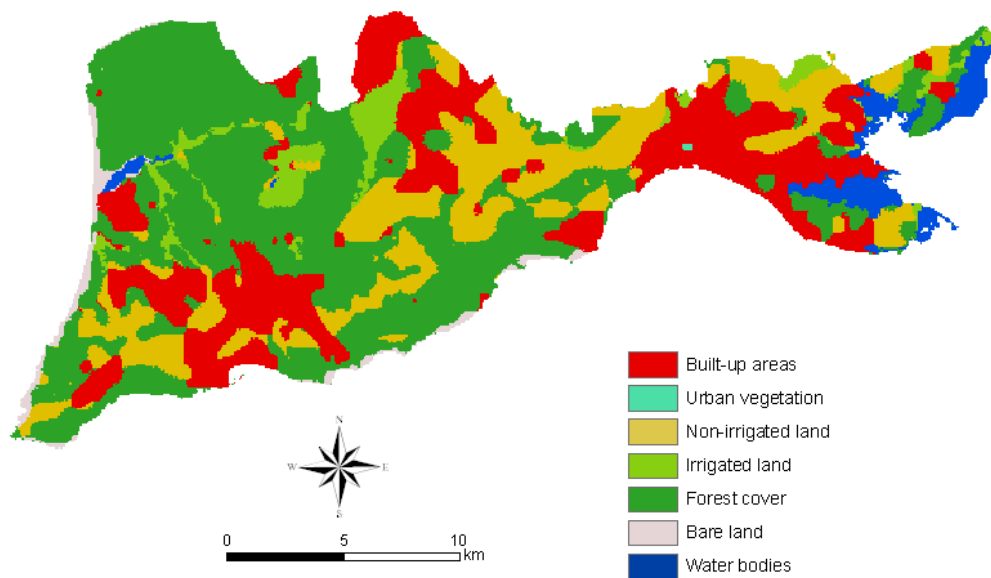 Built-up areas
Urban vegetation
Non-irrigated land
Irrigated land
Forest cover
Bare land
Water bodies
N
W E
S
0 5 10
km